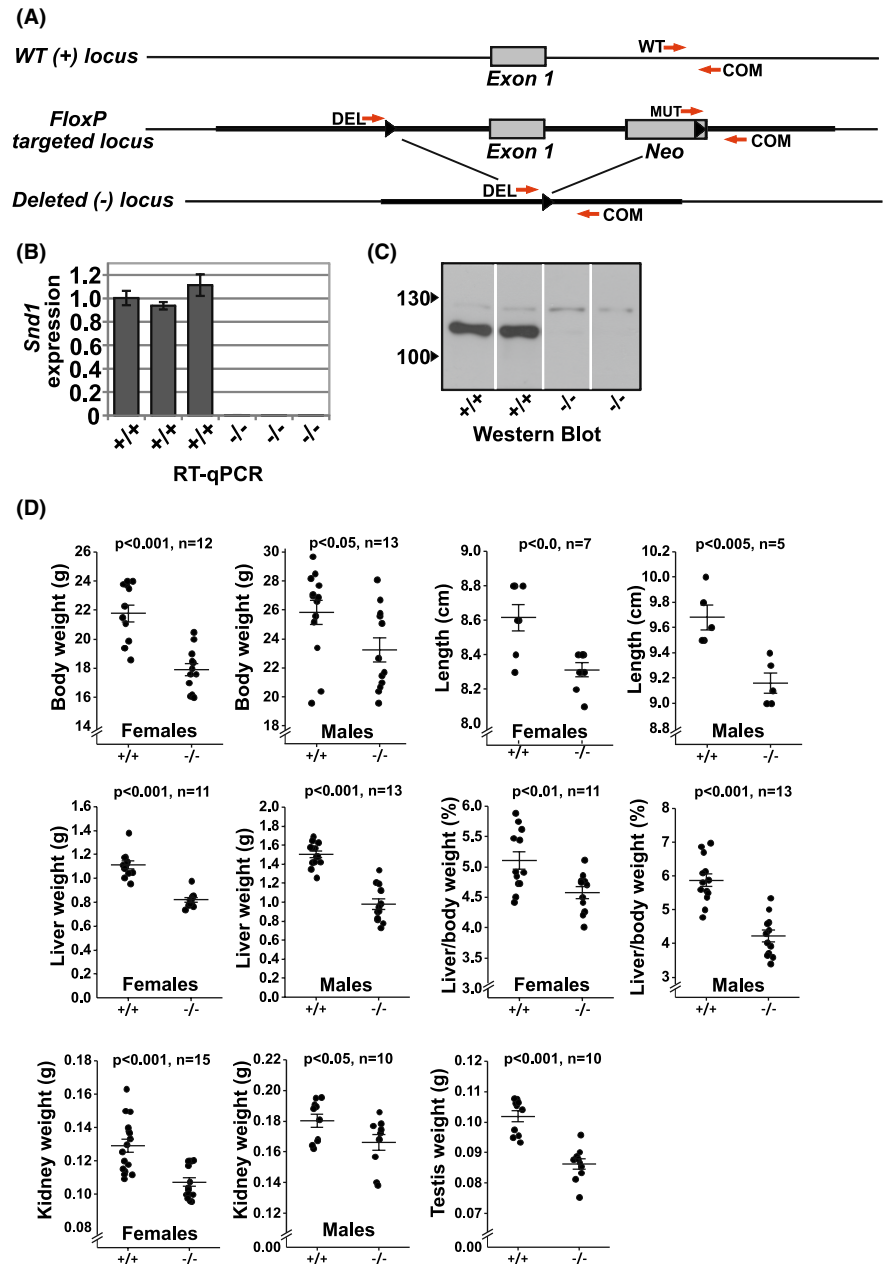 (A)
WT (+) locus
Exon 1
WT
COM
FloxP
targeted locus
DEL
Exon 1
MUT
Neo
COM
Deleted (-) locus
DEL
COM
(B)
Snd1
expression
1.2
1.0
0.8
0.6
0.4
0.2
0
+/+ +/+ +/+ -/- -/- -/-
RT-qPCR
(C)
130
100
+/+ +/+ -/- -/-
Western Blot
(D)
p<0.001, n=12
Body weight (g)
26
24
22
20
18
16
14
Females
+/+ -/-
p<0.05, n=13
Body weight (g)
30
28
26
24
22
20
18
16
Males
+/+ -/-
p<0.0, n=7
Length (cm)
9.0
8.8
8.6
8.4
8.2
8.0
Females
+/+ -/-
p<0.005, n=5
Length (cm)
10.2
10.0
9.8
9.6
9.4
9.2
9.0
8.8
Males
+/+ -/-
p<0.001, n=11
Liver weight (g)
1.6
1.4
1.2
1.0
0.8
0.6
0.4
0.2
0.0
Females
+/+ -/-
p<0.001, n=13
Liver weight (g)
2.0
1.8
1.6
1.4
1.2
1.0
0.8
0.6
0.4
0.2
0.0
Males
+/+ -/-
p<0.01, n=11
Liver/body weight (%)
6.0
5.5
5.0
4.5
4.0
3.5
3.0
3.0
Females
+/+ -/-
p<0.001, n=13
Liver/body weight (%)
8
7
6
5
4
3
Males
+/+ -/-
p<0.001, n=15
Kidney weight (g)
0.18
0.16
0.14
0.12
0.10
0.08
Females
+/+ -/-
p<0.05, n=10
Kidney weight (g)
0.22
0.20
0.18
0.16
0.14
0.12
0.00
Males
+/+ -/-
p<0.001, n=10
Testis weight (g)
0.12
0.11
0.10
0.09
0.08
0.07
0.00
+/+ -/-